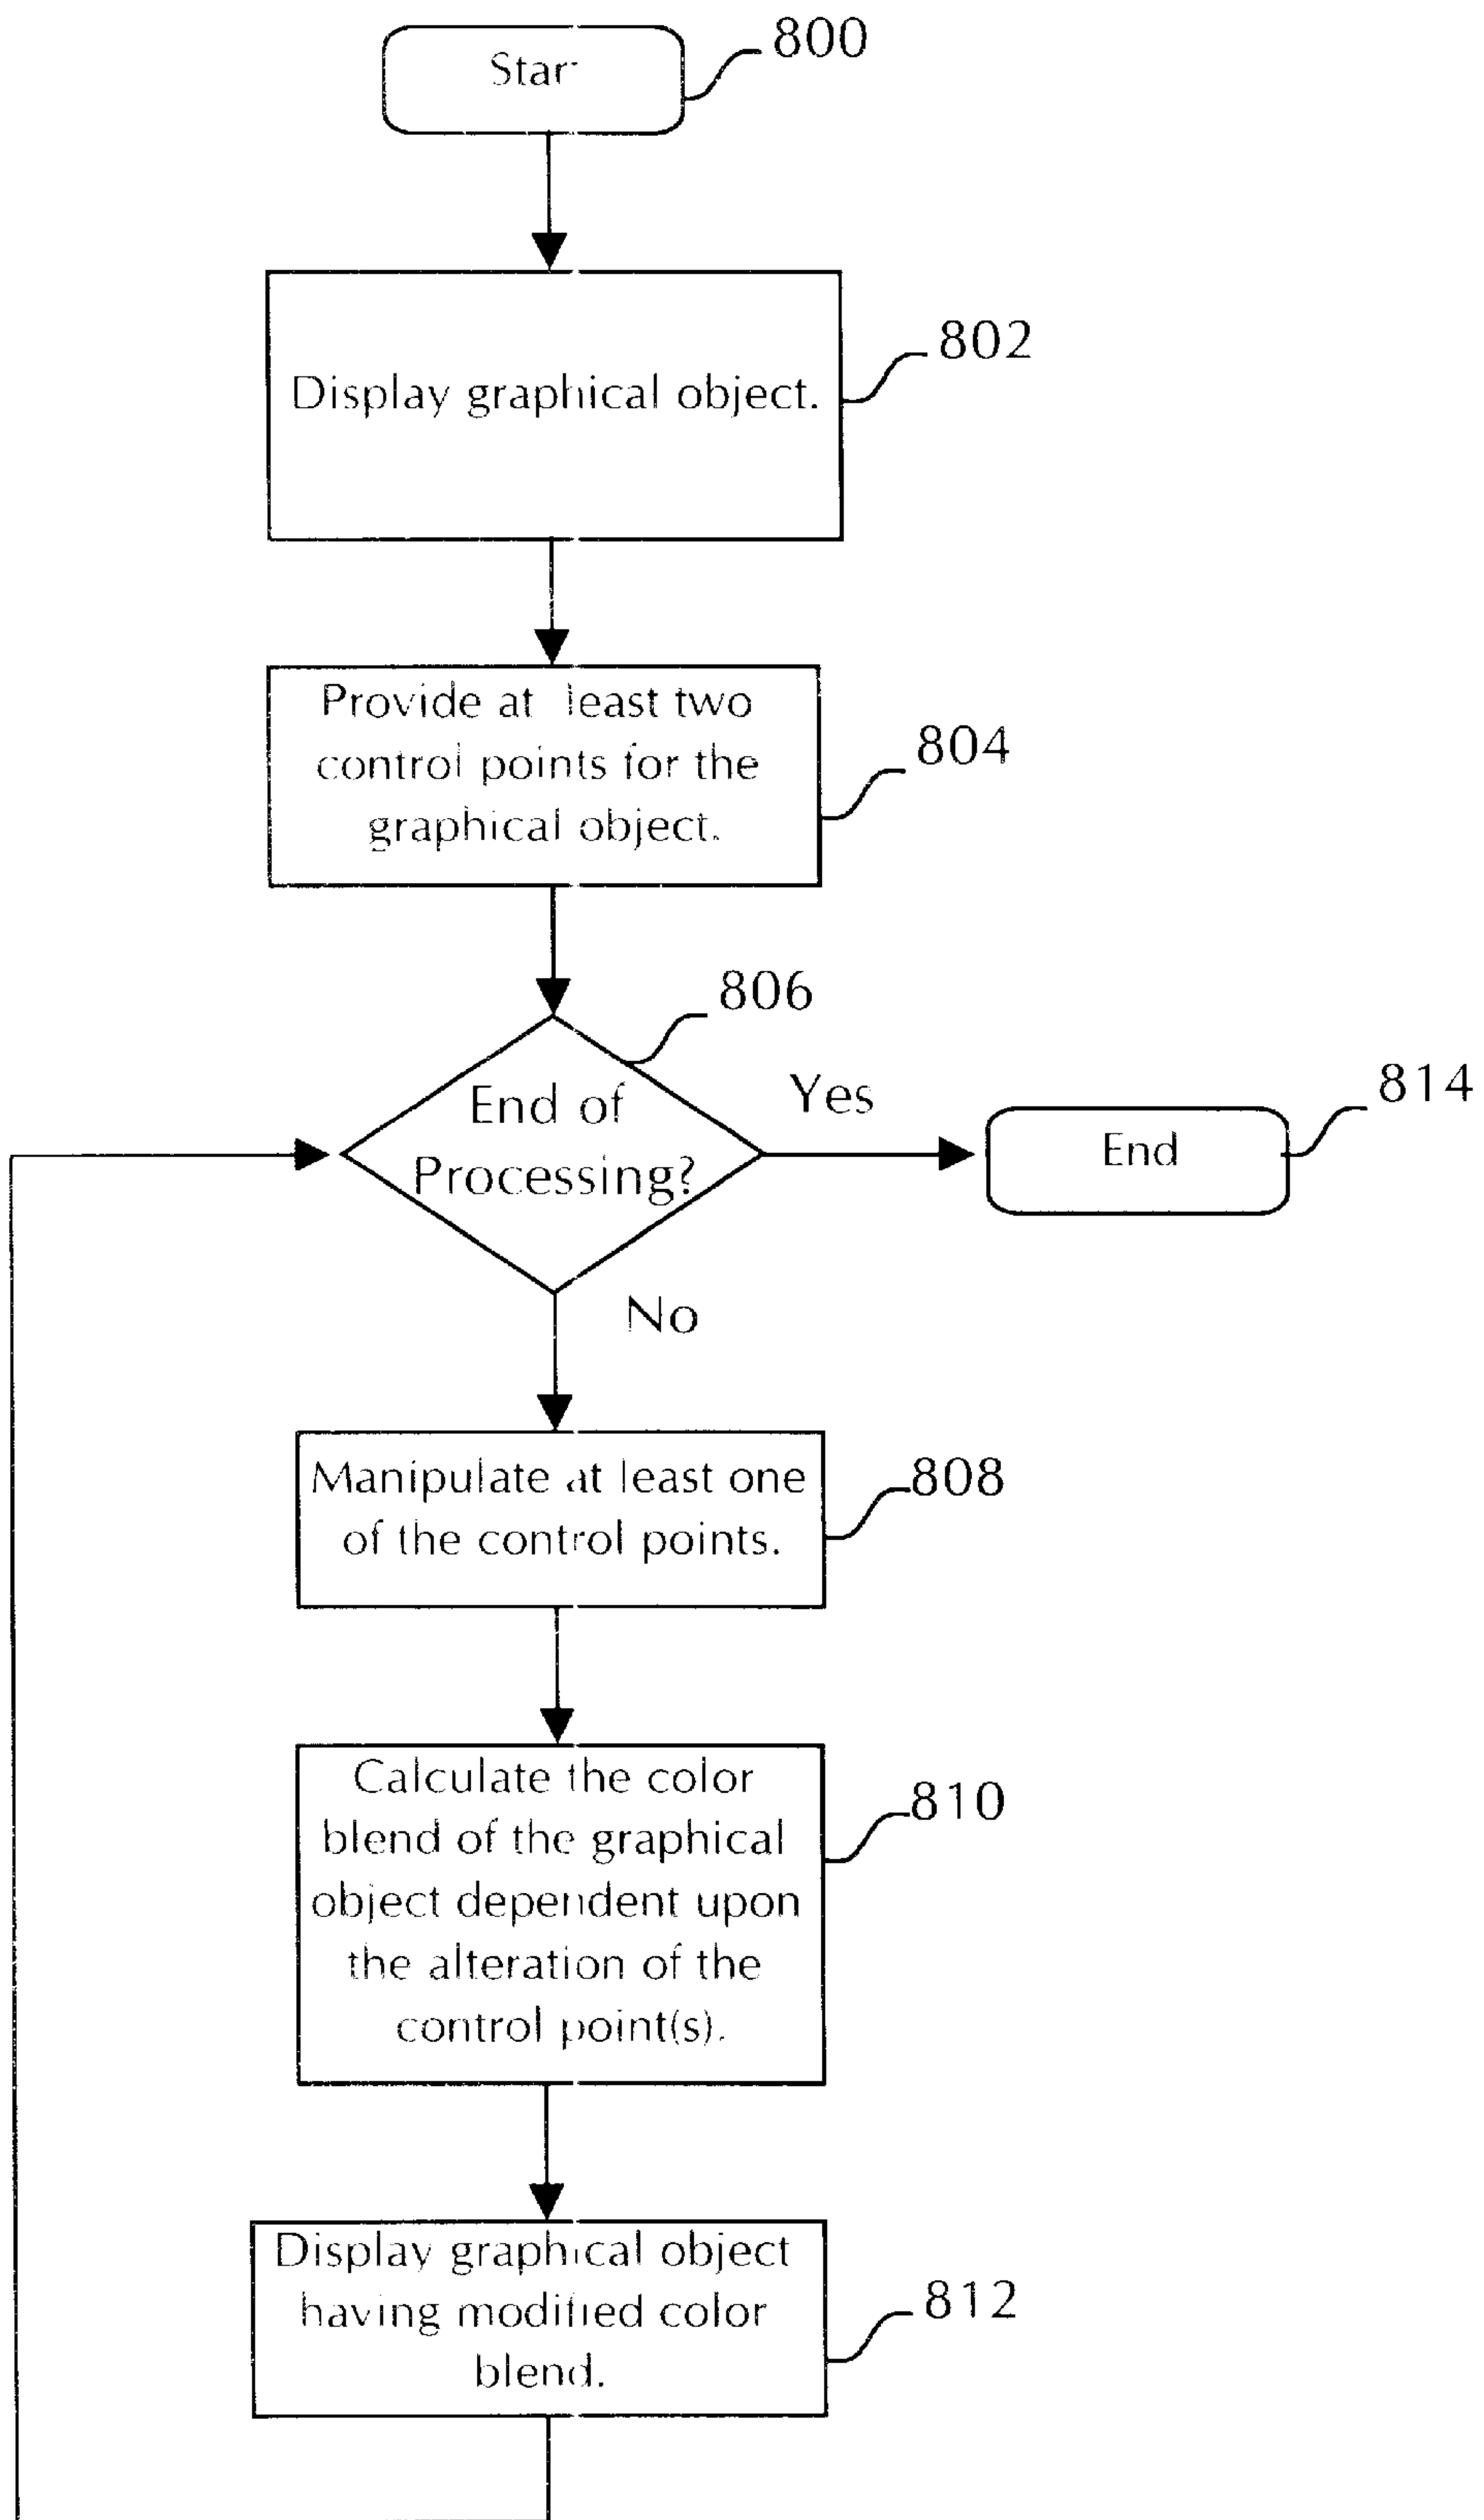 Start
800
Display graphical object.
802
Provide at least two
control points for the
graphical object.
804
806
End of
Processing?
Yes
End
814
No
Manipulate at least one
of the control points.
808
Calculate the color
blend of the graphical
object dependent upon
the alteration of the
control point(s).
810
Display graphical object
having modified color
blend.
812